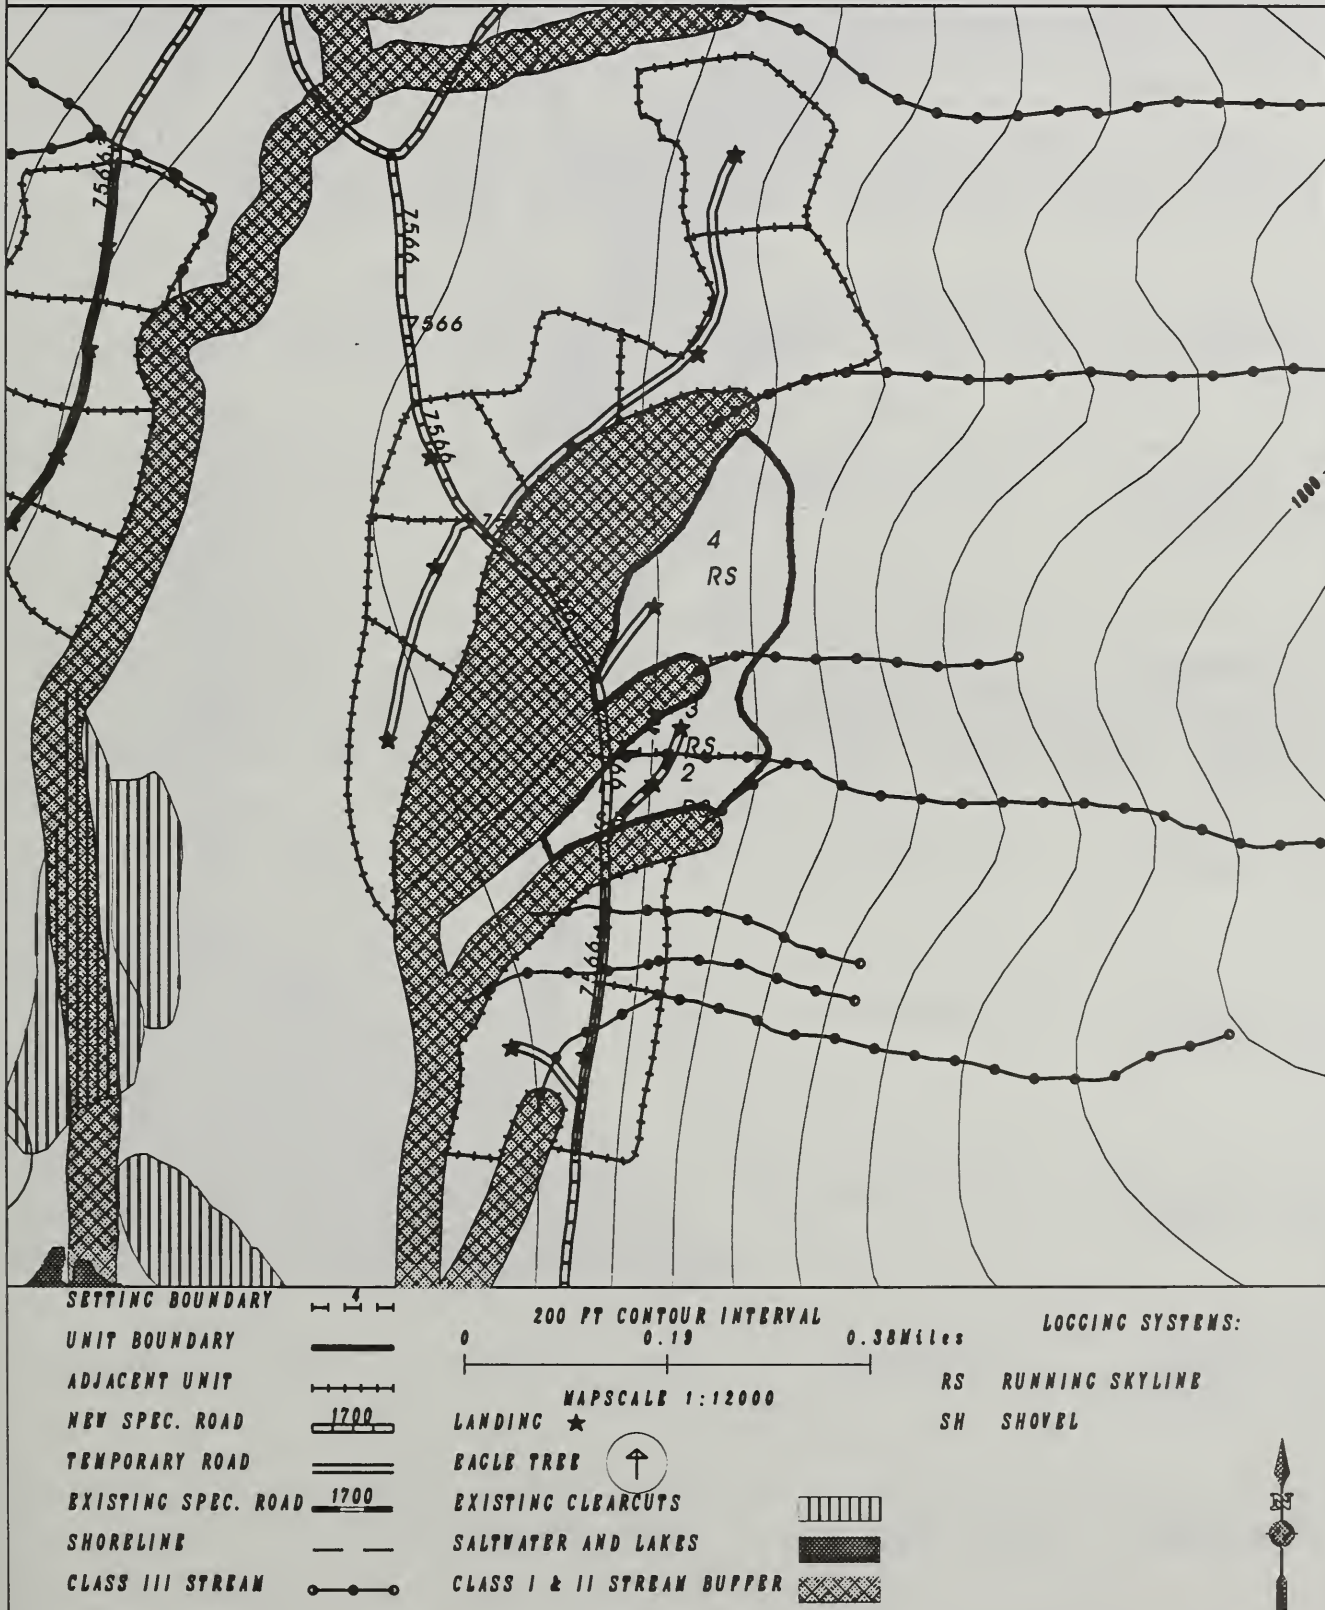 7566
7566
7566
7566
1800
4
RS
3
RS
2
7566
SETTING BOUNDARY 4
UNIT BOUNDARY
ADJACENT UNIT
NEW SPEC. ROAD 1700
TEMPORARY ROAD
EXISTING SPEC. ROAD 1700
SHORELINE
CLASS III STREAM
200 FT CONTOUR INTERVAL
0 0.19 0.38Miles
MAPSCALE 1:12000
LANDING
EAGLE TREE
EXISTING CLEARCUTS
SALTWATER AND LAKES
CLASS I & II STREAM BUFFER
LOGGING SYSTEMS:
RS RUNNING SKYLINE
SH SHOVEL
N